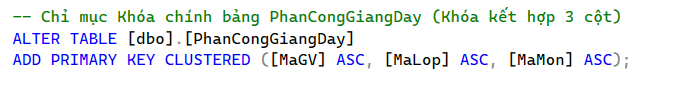 -- Chỉ mục Khóa chính bảng PhanCongGiangDay (Khóa kết hợp 3 cột)
ALTER TABLE [dbo].[PhanCongGiangDay]
ADD PRIMARY KEY CLUSTERED ([MaGV] ASC, [MaLop] ASC, [MaMon] ASC);